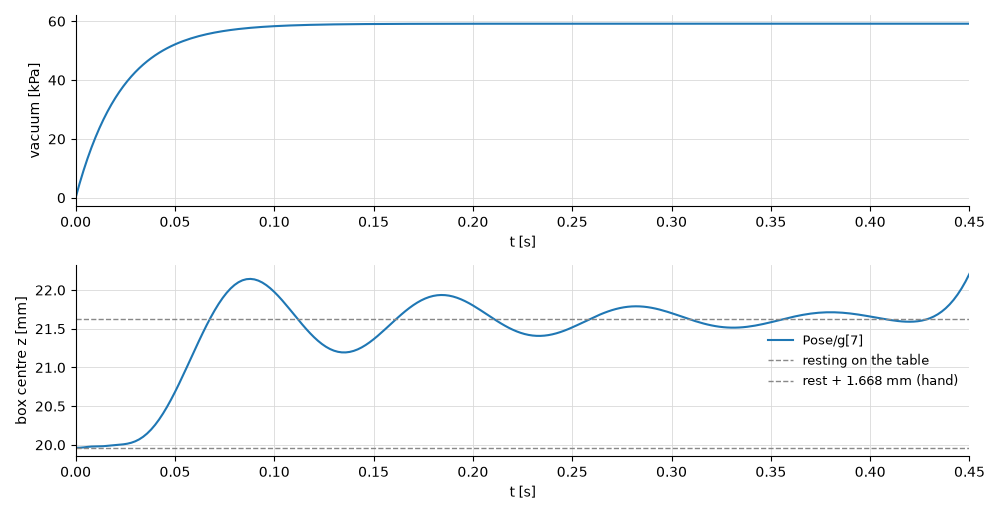 60
40
20
0
vacuum [kPa]
0.00 0.05 0.10 0.15 0.20 0.25 0.30 0.35 0.40 0.45
t [s]
22.0
21.5
21.0
20.5
20.0
box centre z [mm]
Pose/g[7]
resting on the table
rest + 1.668 mm (hand)
0.00 0.05 0.10 0.15 0.20 0.25 0.30 0.35 0.40 0.45
t [s]